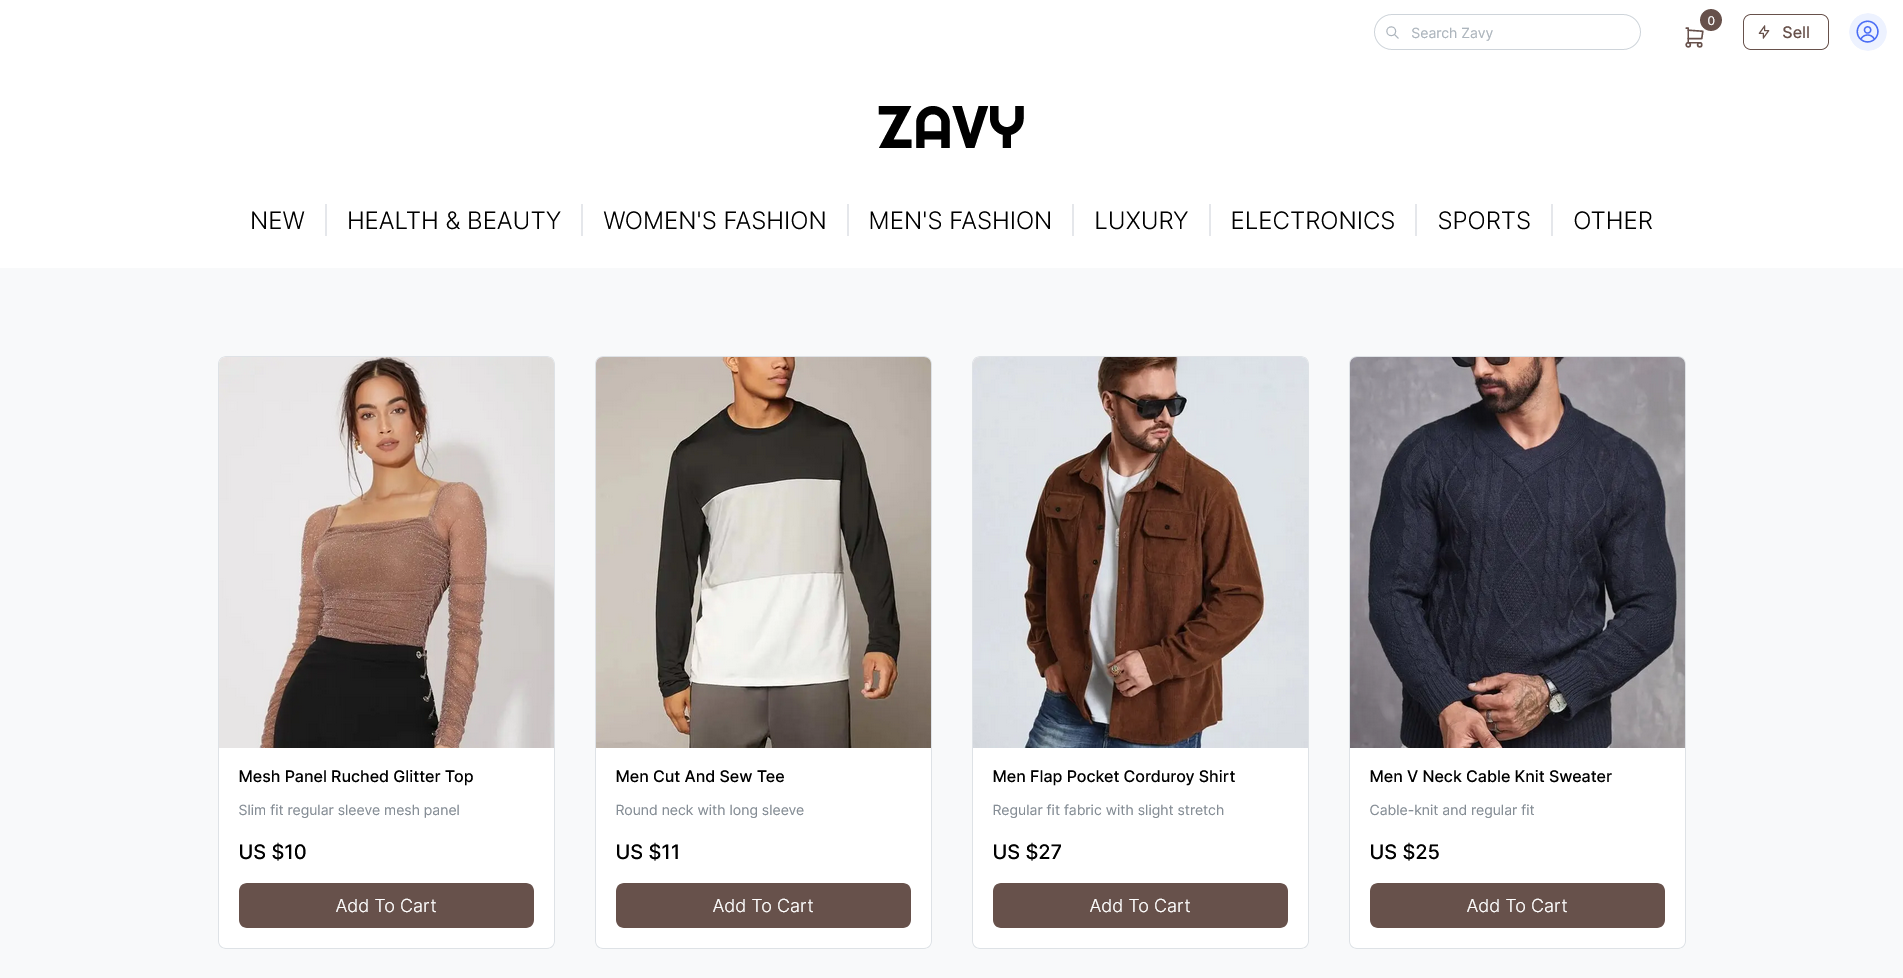 Search Zavy
0
Sell
ZAVY
NEW
HEALTH & BEAUTY
WOMEN'S FASHION
MEN'S FASHION
LUXURY
ELECTRONICS
SPORTS
OTHER
Mesh Panel Ruched Glitter Top
Slim fit regular sleeve mesh panel
US $10
Add To Cart
Men Cut And Sew Tee
Round neck with long sleeve
US $11
Add To Cart
Men Flap Pocket Corduroy Shirt
Regular fit fabric with slight stretch
US $27
Add To Cart
Men V Neck Cable Knit Sweater
Cable-knit and regular fit
US $25
Add To Cart